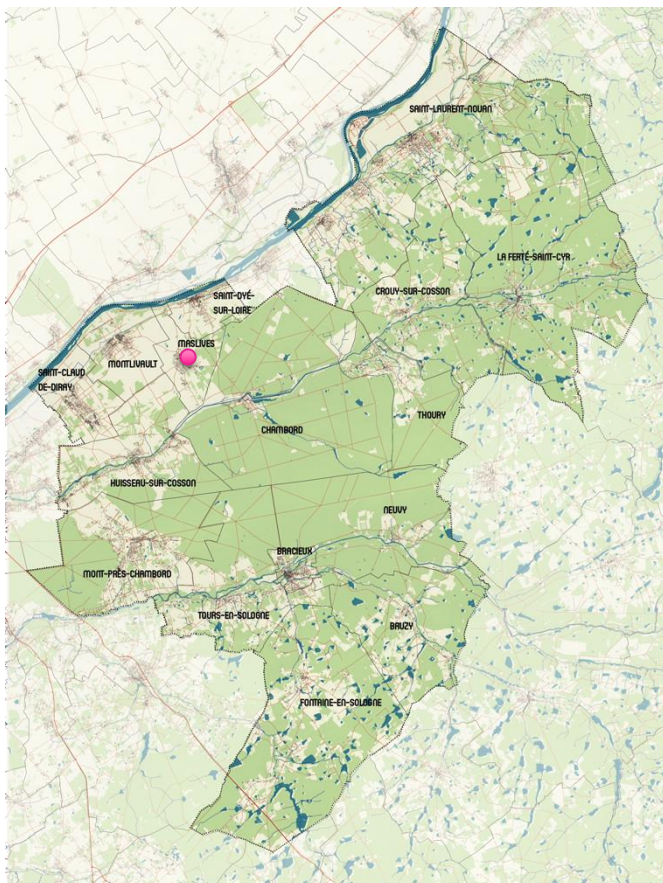 SAINT-LAURENT-NOUAN
LA FERTÉ-SAINT-CYR
CROUY-SUR-COSSON
SAINT-DYÉ-
SUR-LOIRE
MASLIVES
MONTLIVAULT
SAINT-CLAUD
DE-DIRAY
THOURY
CHAMBORD
HUISSEAU-SUR-COSSON
NEUVY
BRACIEUX
MONT-PRÈS-CHAMBORD
TOURS-EN-SOLOGNE
BAUZY
FONTAINE-EN-SOLOGNE